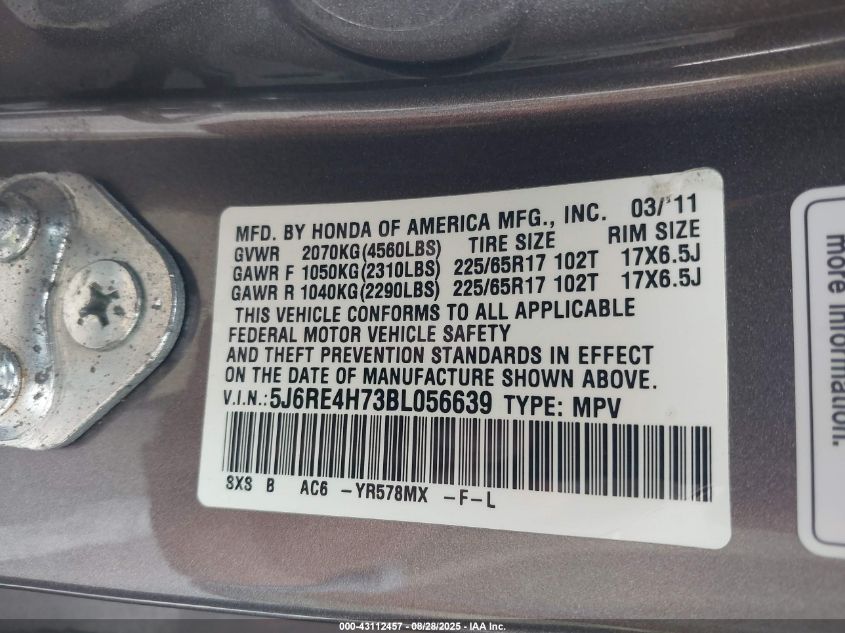 MFD. BY HONDA OF AMERICA MFG., INC. 03/'11
GVWR 2070KG(4560LBS) TIRE SIZE RIM SIZE
GAWR F 1050KG(2310LBS) 225/65R17 102T 17X6.5J
GAWR R 1040KG(2290LBS) 225/65R17 102T 17X6.5J
THIS VEHICLE CONFORMS TO ALL APPLICABLE
FEDERAL MOTOR VEHICLE SAFETY
AND THEFT PREVENTION STANDARDS IN EFFECT
ON THE DATE OF MANUFACTURE SHOWN ABOVE.
V.I.N.: 5J6RE4H73BL056639 TYPE: MPV
SXS B AC6 -YR578MX -F-L
more information.
000-43112457 - 08/28/2025 - IAA Inc.